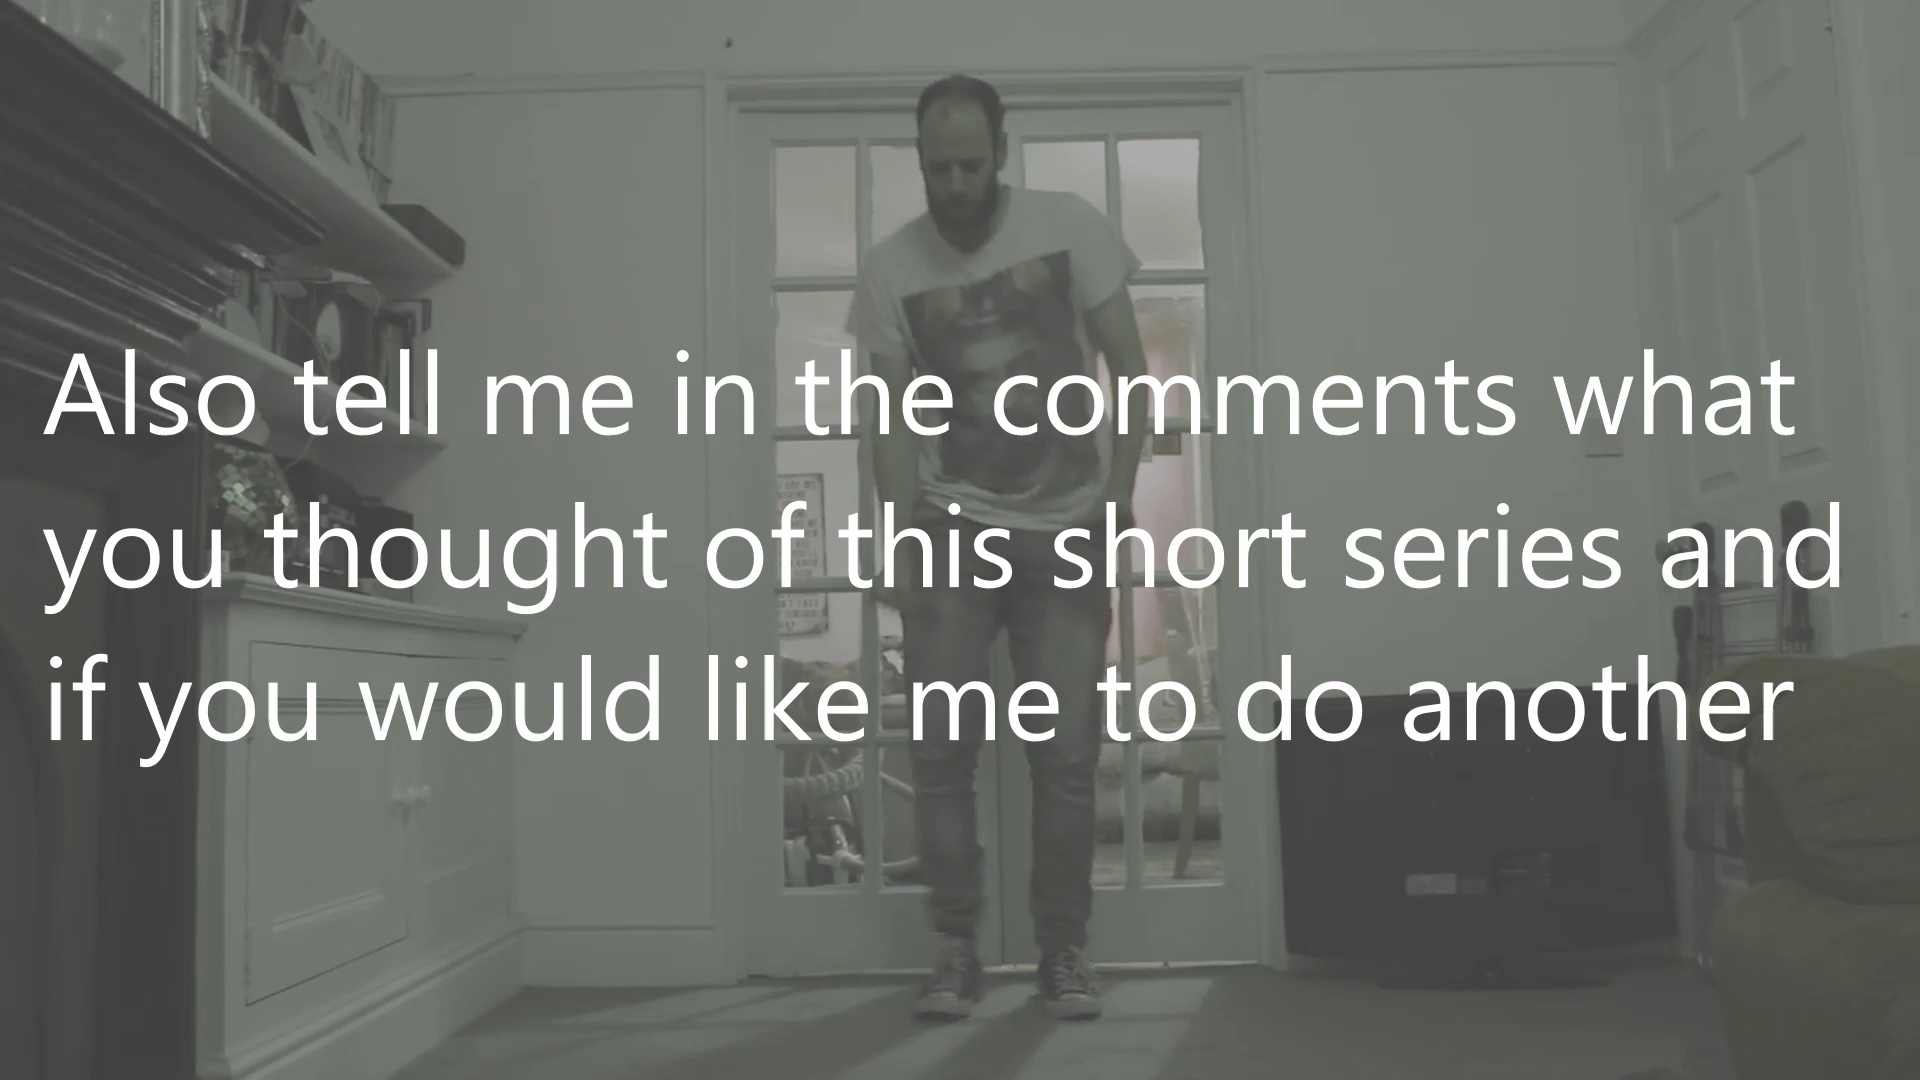 Also tell me in the comments what
you thought of this short series and
if you would like me to do another